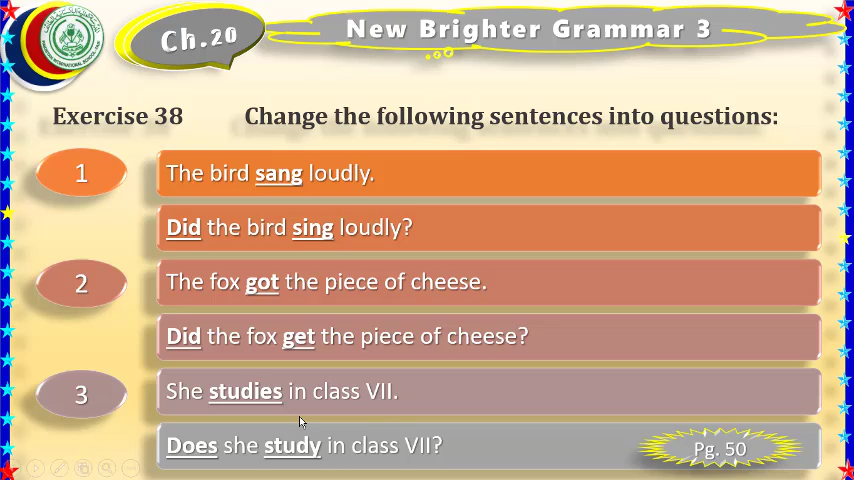 Ch.20
New Brighter Grammar 3
Exercise 38 Change the following sentences into questions:
1 The bird sang loudly.
Did the bird sing loudly?
2 The fox got the piece of cheese.
Did the fox get the piece of cheese?
3 She studies in class VII.
Does she study in class VII?
Pg. 50